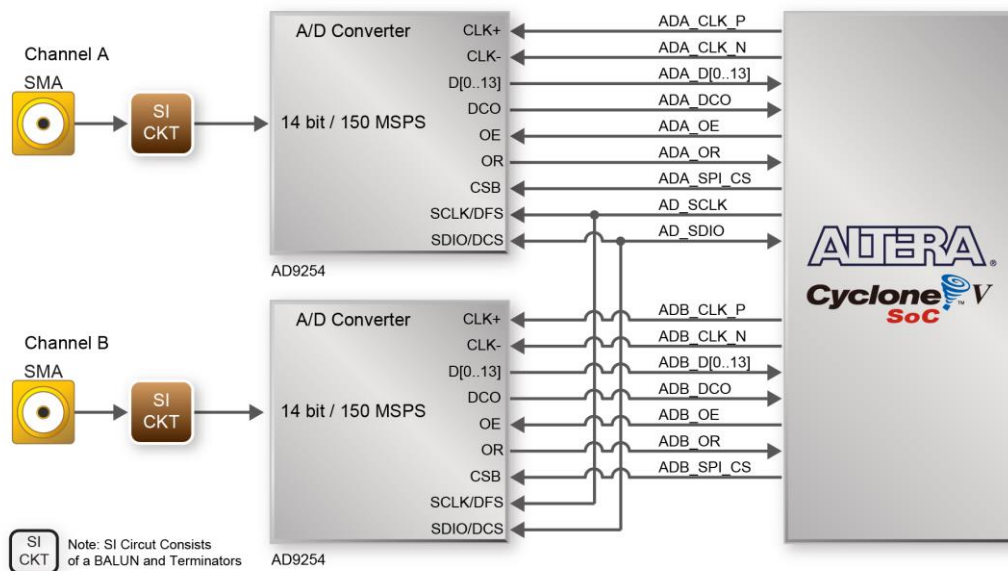 Channel A
SMA
SI
CKT
A/D Converter
14 bit / 150 MSPS
CLK+
CLK-
D[0..13]
DCO
OE
OR
CSB
SCLK/DFS
SDIO/DCS
AD9254
ADA_CLK_P
ADA_CLK_N
ADA_D[0..13]
ADA_DCO
ADA_OE
ADA_OR
ADA_SPI_CS
AD_SCLK
AD_SDIO
ALTERA®
Cyclone™ V
SoC
Channel B
SMA
SI
CKT
A/D Converter
14 bit / 150 MSPS
CLK+
CLK-
D[0..13]
DCO
OE
OR
CSB
SCLK/DFS
SDIO/DCS
AD9254
ADB_CLK_P
ADB_CLK_N
ADB_D[0..13]
ADB_DCO
ADB_OE
ADB_OR
ADB_SPI_CS
SI
CKT
Note: SI Circut Consists
of a BALUN and Terminators